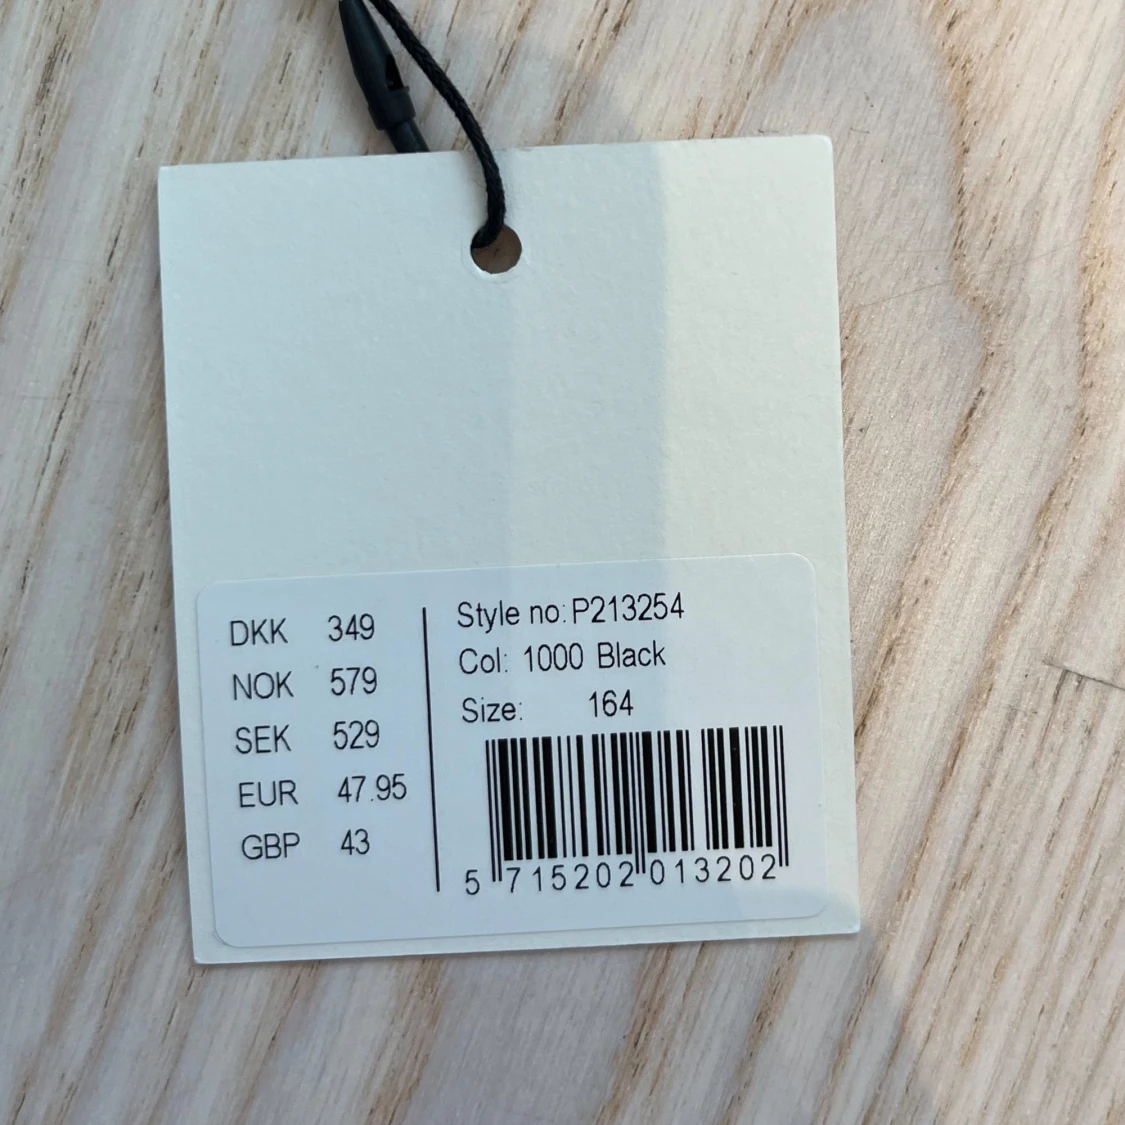 DKK 349
NOK 579
SEK 529
EUR 47.95
GBP 43
Style no: P213254
Col: 1000 Black
Size: 164
5 715202 013202